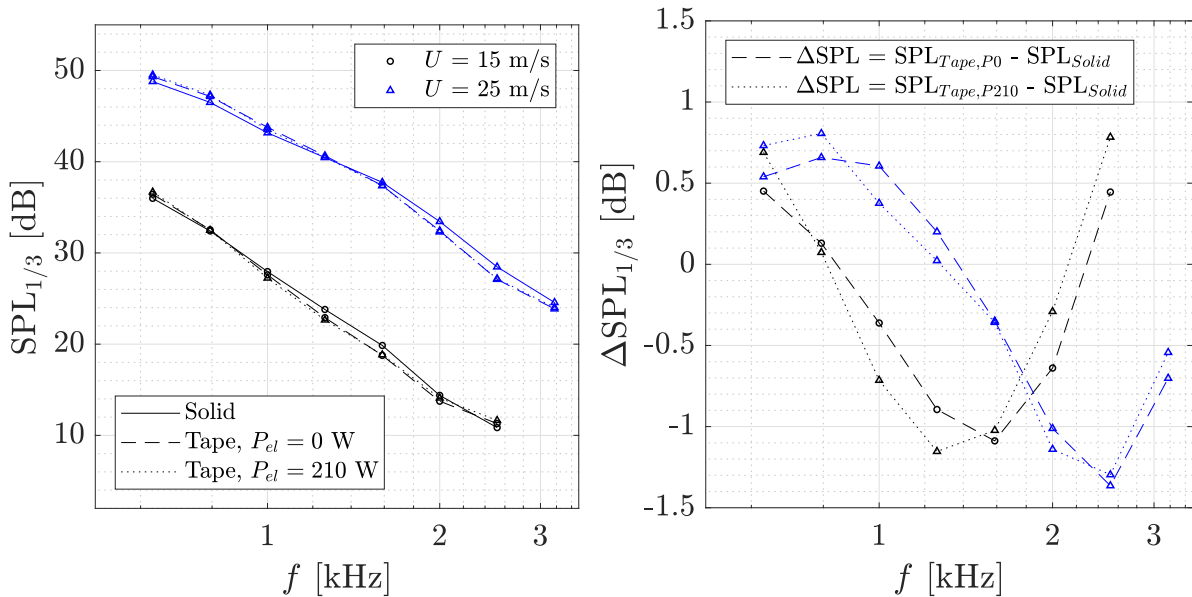 U = 15 m/s
U = 25 m/s
50
40
30
20
10
SPL1/3 [dB]
Solid
Tape, Pel = 0 W
Tape, Pel = 210 W
1
2
3
f [kHz]
ΔSPL = SPLTape,P0 - SPLSolid
ΔSPL = SPLTape,P210 - SPLSolid
1.5
1
0.5
0
-0.5
-1
-1.5
ΔSPL1/3 [dB]
1
2
3
f [kHz]